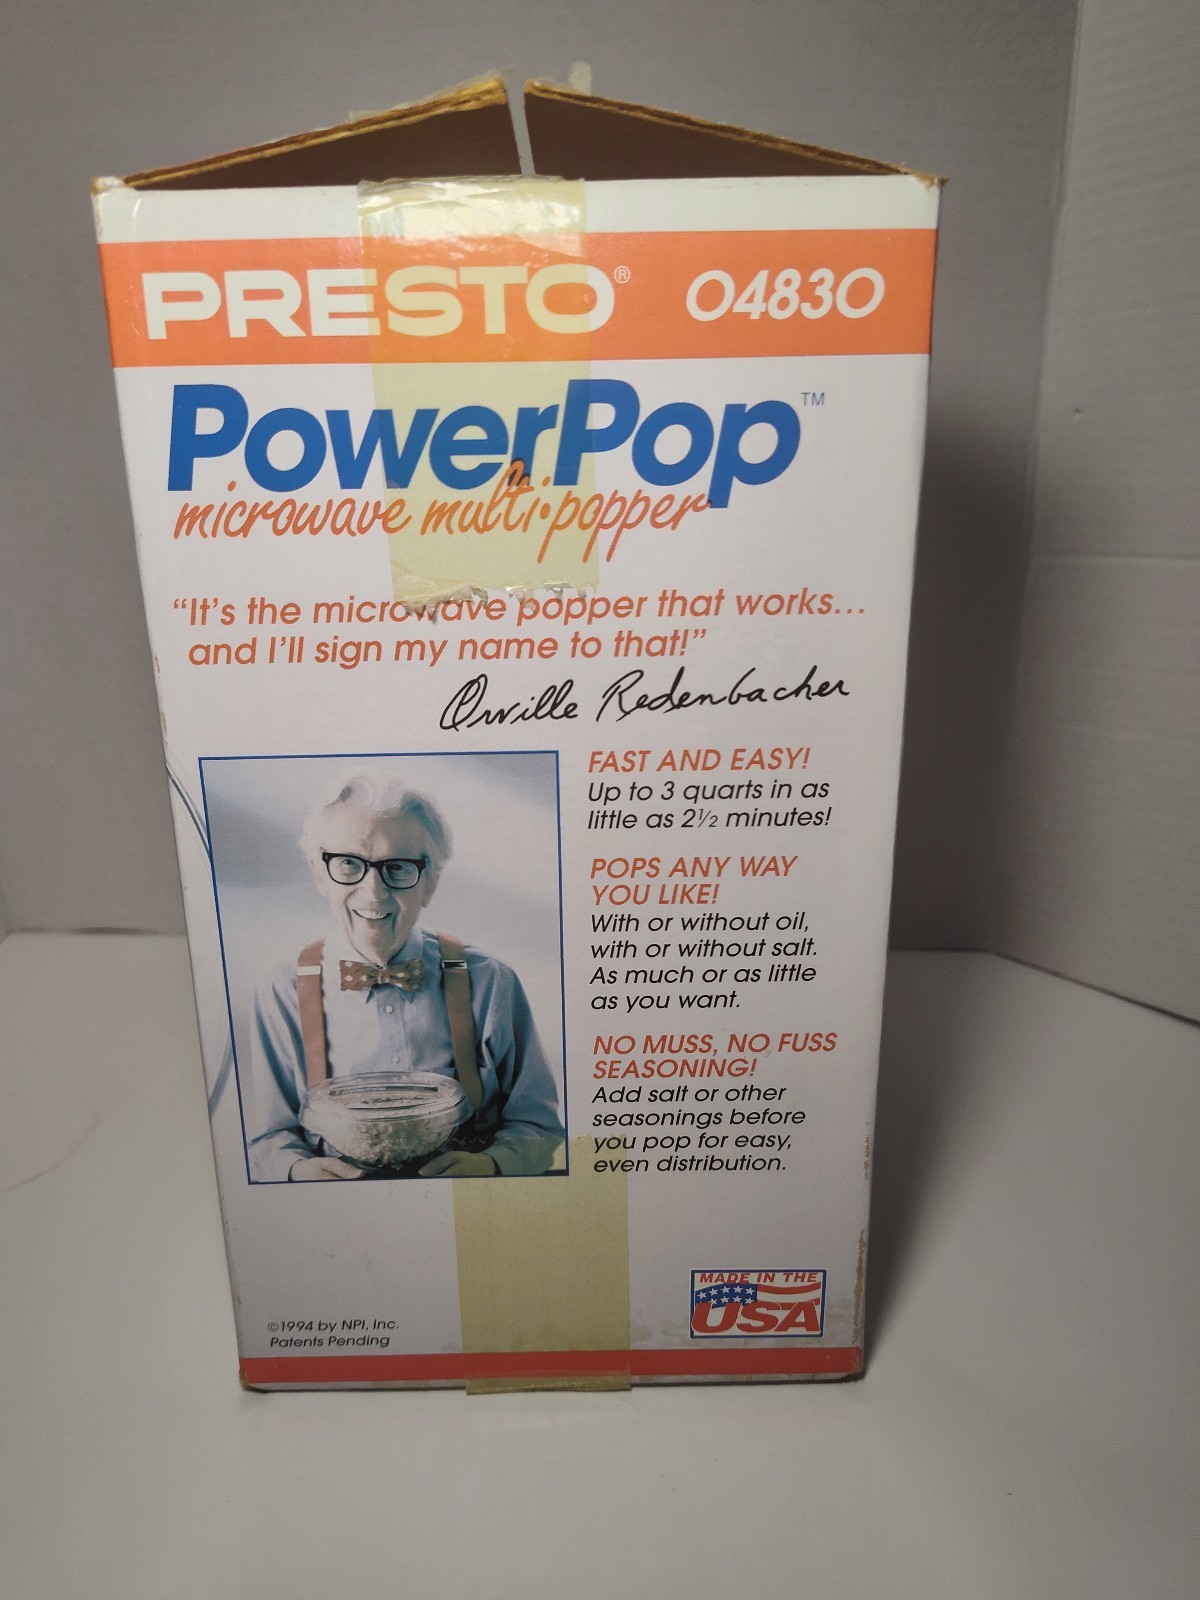 PRESTO® 04830
PowerPop™
microwave multi•popper
“It’s the microwave popper that works...
and I’ll sign my name to that!”
Orville Redenbacher
FAST AND EASY!
Up to 3 quarts in as
little as 2½ minutes!
POPS ANY WAY
YOU LIKE!
With or without oil,
with or without salt.
As much or as little
as you want.
NO MUSS, NO FUSS
SEASONING!
Add salt or other
seasonings before
you pop for easy,
even distribution.
MADE IN THE
USA
©1994 by NPI, Inc.
Patents Pending